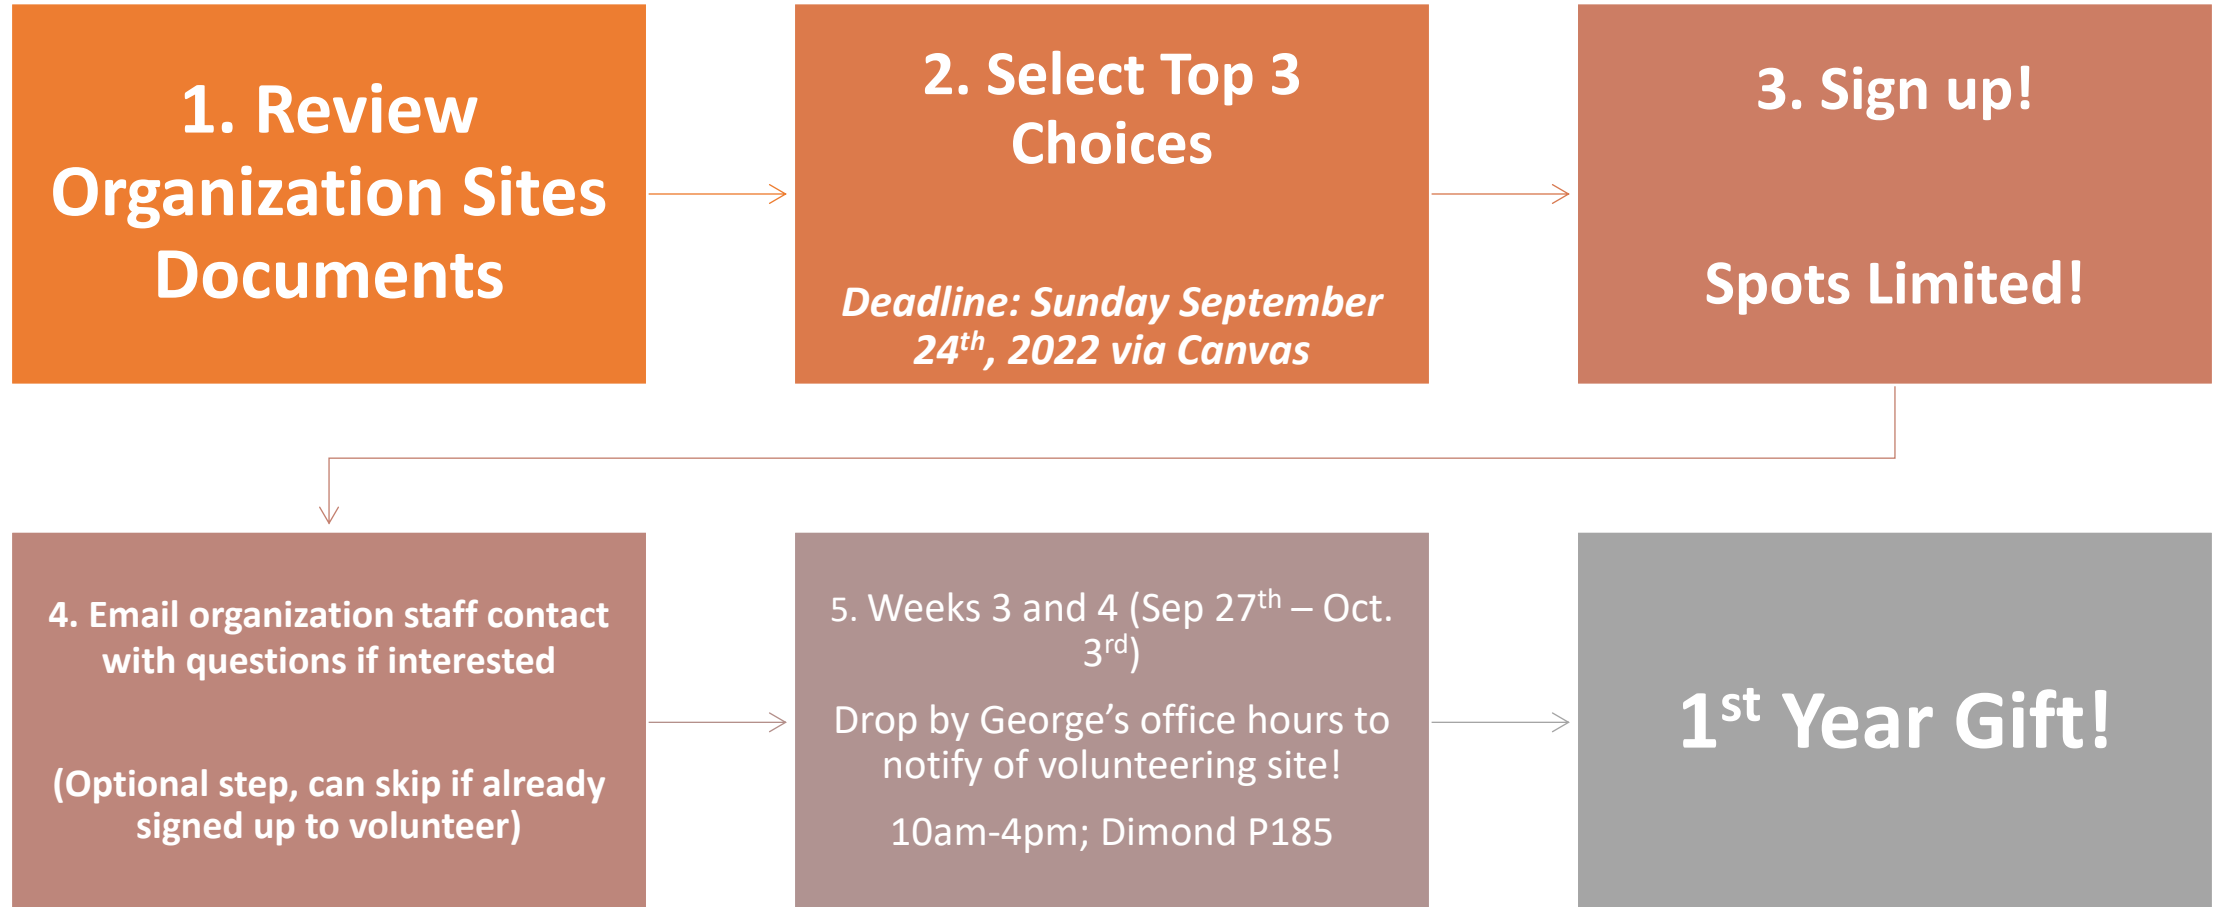 1. Review
Organization Sites
Documents
2. Select Top 3
Choices
Deadline: Sunday September
24th, 2022 via Canvas
3. Sign up!
Spots Limited!
4. Email organization staff contact
with questions if interested
(Optional step, can skip if already
signed up to volunteer)
5. Weeks 3 and 4 (Sep 27th – Oct.
3rd)
Drop by George’s office hours to
notify of volunteering site!
10am-4pm; Dimond P185
1st Year Gift!